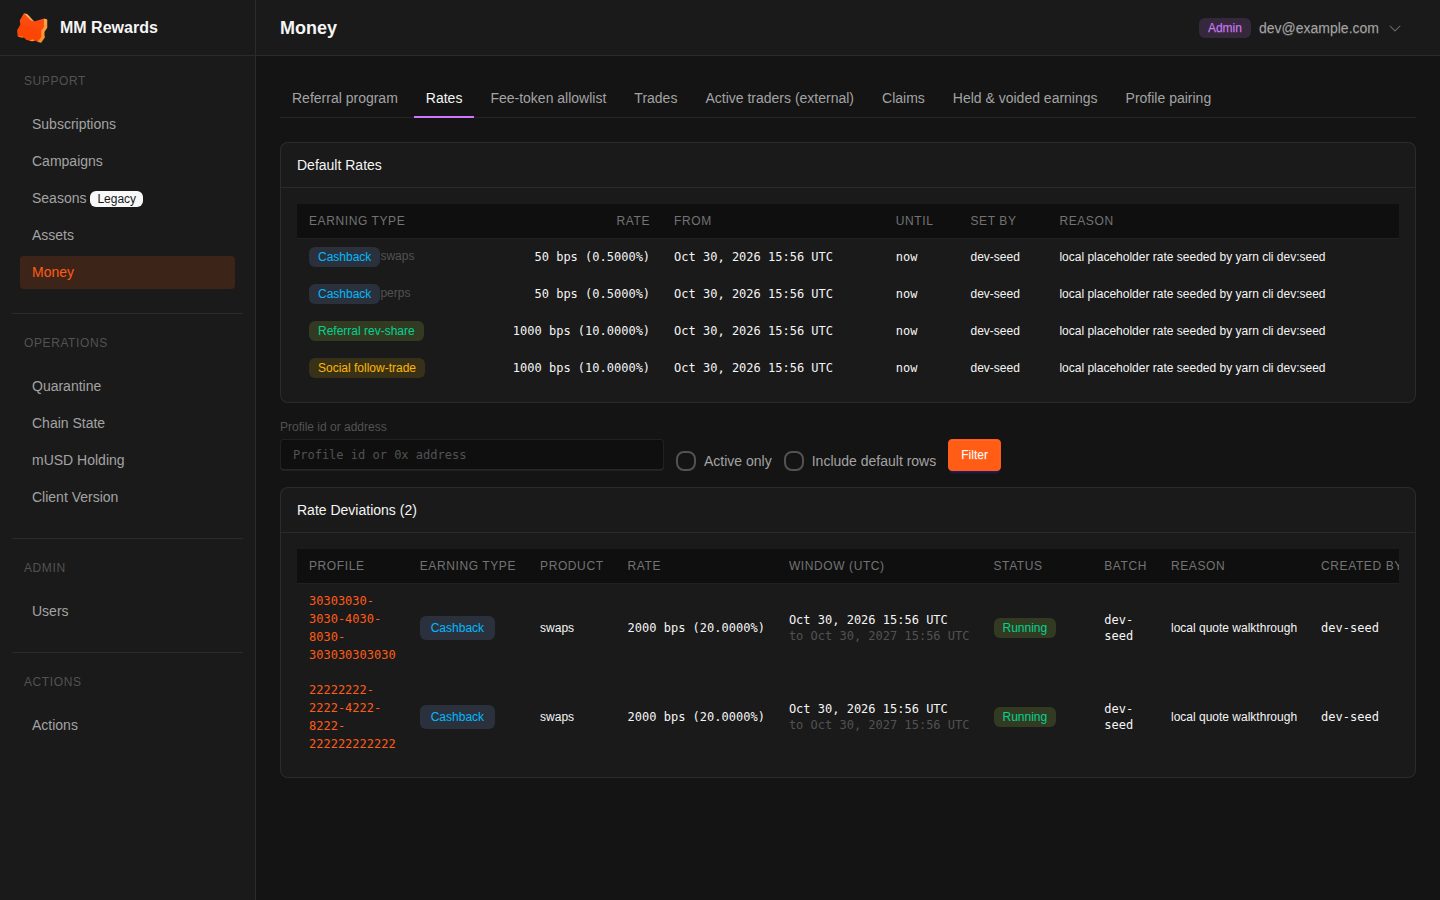 MM Rewards
Money
Admin dev@example.com
SUPPORT
Subscriptions
Campaigns
Seasons Legacy
Assets
Money
OPERATIONS
Quarantine
Chain State
mUSD Holding
Client Version
ADMIN
Users
ACTIONS
Actions
Referral program Rates Fee-token allowlist Trades Active traders (external) Claims Held & voided earnings Profile pairing
Default Rates
EARNING TYPE RATE FROM UNTIL SET BY REASON
Cashback swaps 50 bps (0.5000%) Oct 30, 2026 15:56 UTC now dev-seed local placeholder rate seeded by yarn cli dev:seed
Cashback perps 50 bps (0.5000%) Oct 30, 2026 15:56 UTC now dev-seed local placeholder rate seeded by yarn cli dev:seed
Referral rev-share 1000 bps (10.0000%) Oct 30, 2026 15:56 UTC now dev-seed local placeholder rate seeded by yarn cli dev:seed
Social follow-trade 1000 bps (10.0000%) Oct 30, 2026 15:56 UTC now dev-seed local placeholder rate seeded by yarn cli dev:seed
Profile id or address
Profile id or 0x address Active only Include default rows Filter
Rate Deviations (2)
PROFILE EARNING TYPE PRODUCT RATE WINDOW (UTC) STATUS BATCH REASON CREATED BY
30303030-
3030-4030-
8030-
303030303030
Cashback swaps 2000 bps (20.0000%)
Oct 30, 2026 15:56 UTC
to Oct 30, 2027 15:56 UTC
Running
dev-
seed
local quote walkthrough dev-seed
22222222-
2222-4222-
8222-
222222222222
Cashback swaps 2000 bps (20.0000%)
Oct 30, 2026 15:56 UTC
to Oct 30, 2027 15:56 UTC
Running
dev-
seed
local quote walkthrough dev-seed